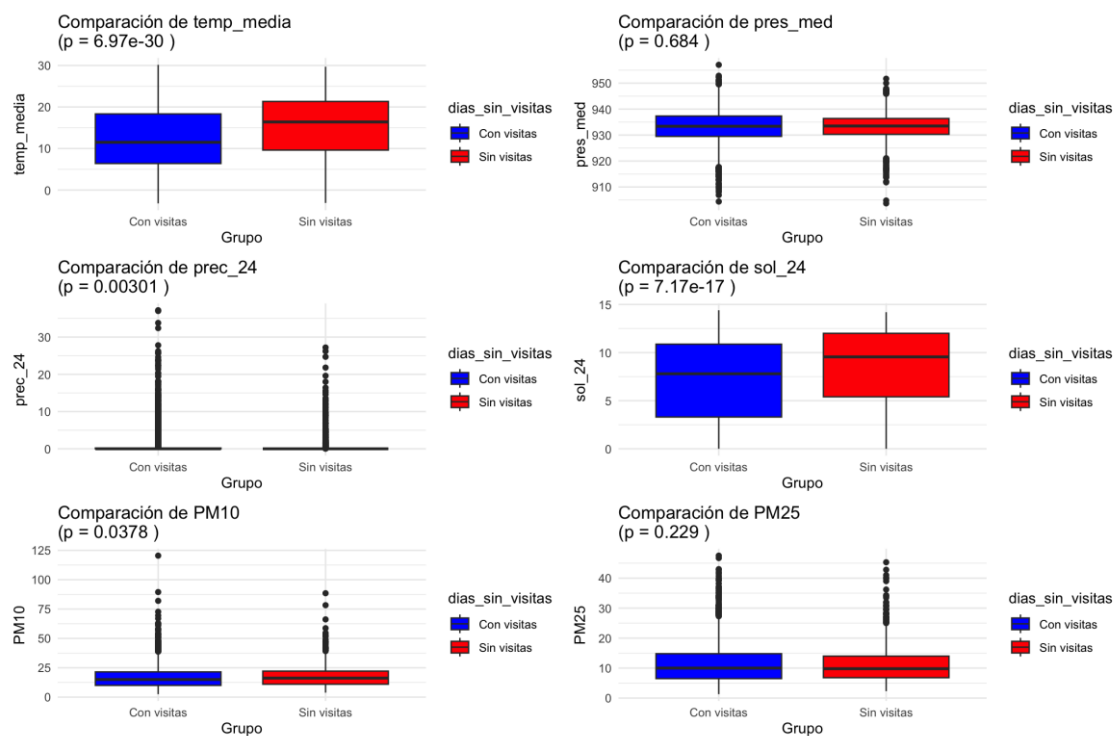 Comparación de temp_media
(p = 6.97e-30 )
temp_media
30
20
10
0
Con visitas
Sin visitas
Grupo
dias_sin_visitas
Con visitas
Sin visitas
Comparación de pres_med
(p = 0.684 )
pres_med
950
940
930
920
910
Con visitas
Sin visitas
Grupo
dias_sin_visitas
Con visitas
Sin visitas
Comparación de prec_24
(p = 0.00301 )
prec_24
30
20
10
0
Con visitas
Sin visitas
Grupo
dias_sin_visitas
Con visitas
Sin visitas
Comparación de sol_24
(p = 7.17e-17 )
sol_24
15
10
5
0
Con visitas
Sin visitas
Grupo
dias_sin_visitas
Con visitas
Sin visitas
Comparación de PM10
(p = 0.0378 )
PM10
125
100
75
50
25
0
Con visitas
Sin visitas
Grupo
dias_sin_visitas
Con visitas
Sin visitas
Comparación de PM25
(p = 0.229 )
PM25
40
30
20
10
0
Con visitas
Sin visitas
Grupo
dias_sin_visitas
Con visitas
Sin visitas